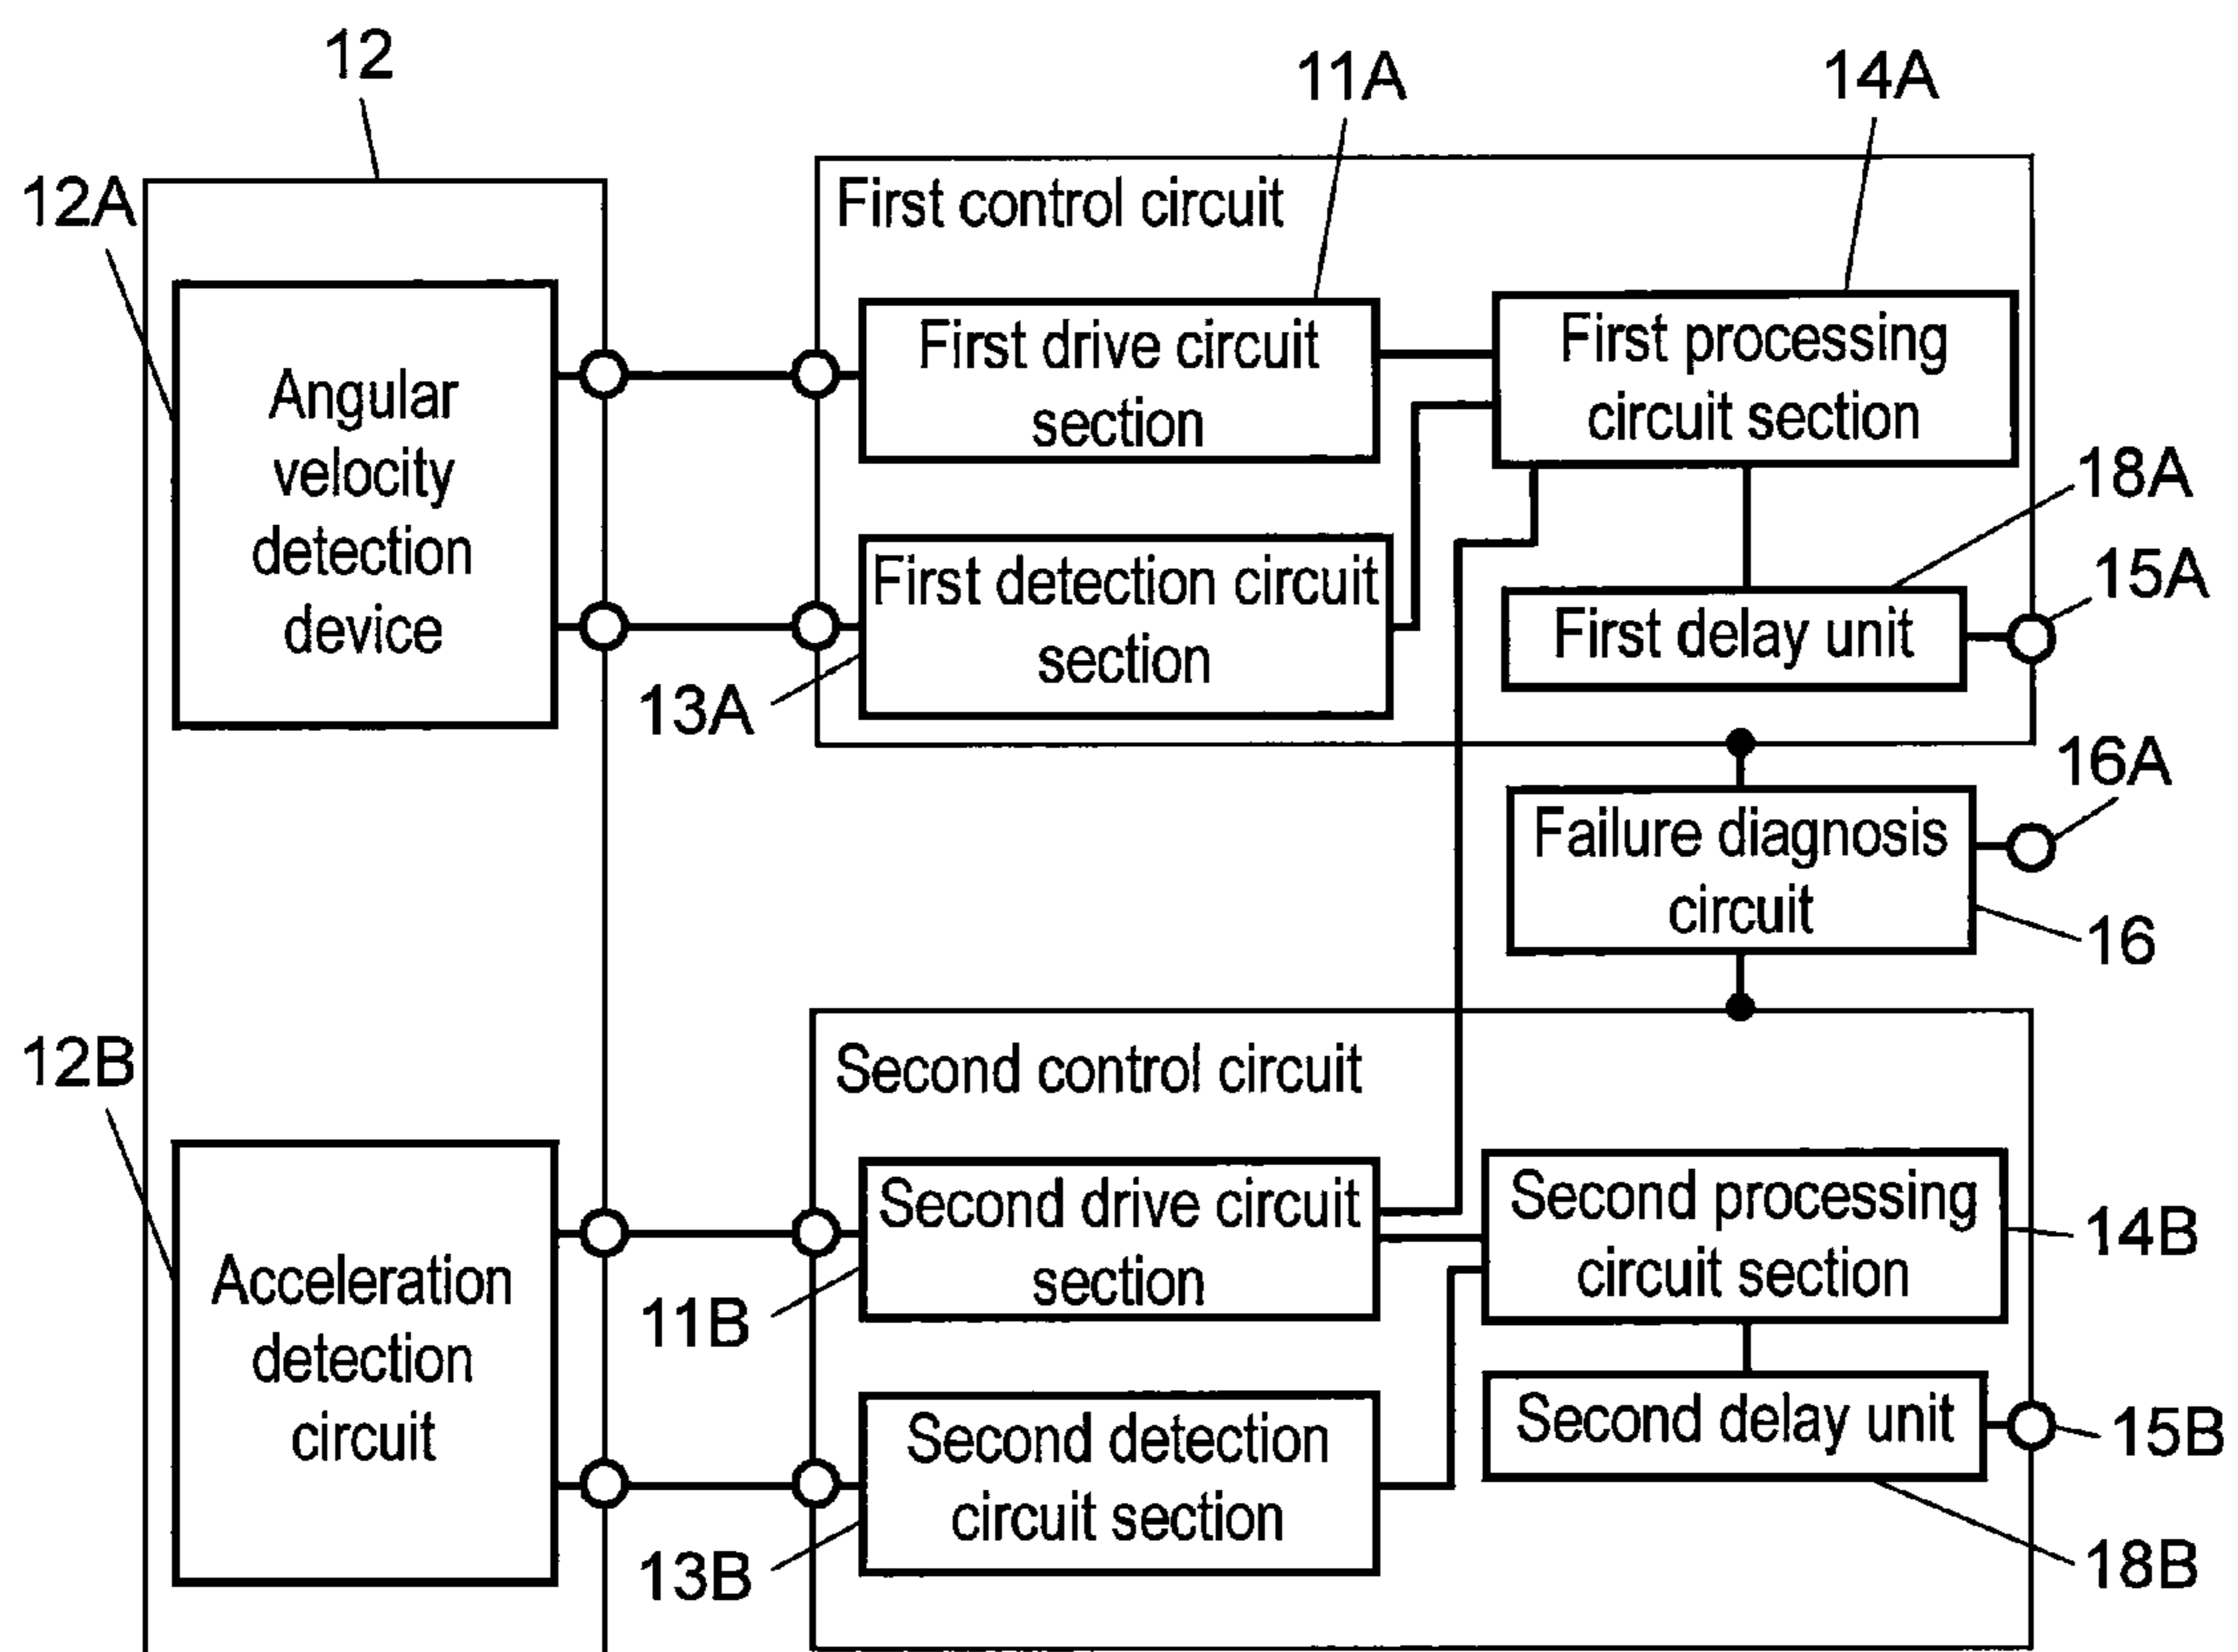 12
11A
14A
12A
First control circuit
First drive circuit
section
First processing
circuit section
Angular
velocity
detection
device
18A
First detection circuit
section
15A
First delay unit
13A
16A
Failure diagnosis
circuit
16
12B
Second control circuit
Second drive circuit
section
Second processing
circuit section
14B
Acceleration
detection
circuit
11B
Second detection
circuit section
Second delay unit
15B
13B
18B